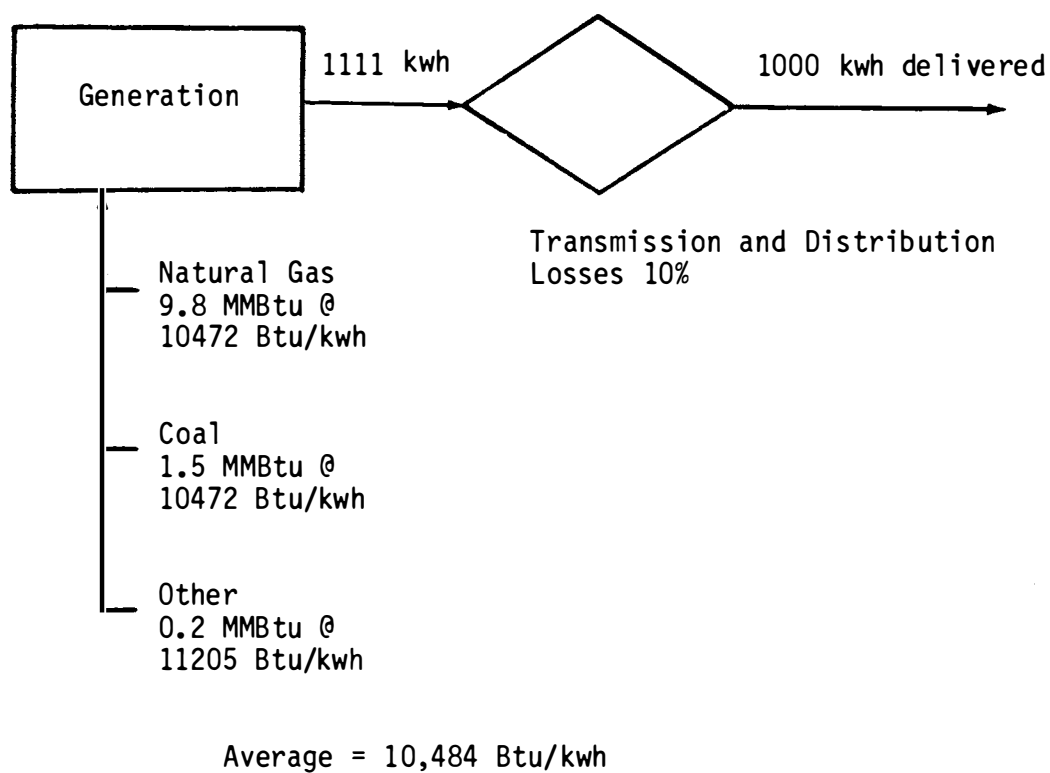 Generation
1111 kwh
1000 kwh delivered
Transmission and Distribution
Losses 10%
Natural Gas
9.8 MMBtu @
10472 Btu/kwh
Coal
1.5 MMBtu @
10472 Btu/kwh
Other
0.2 MMBtu @
11205 Btu/kwh
Average = 10,484 Btu/kwh